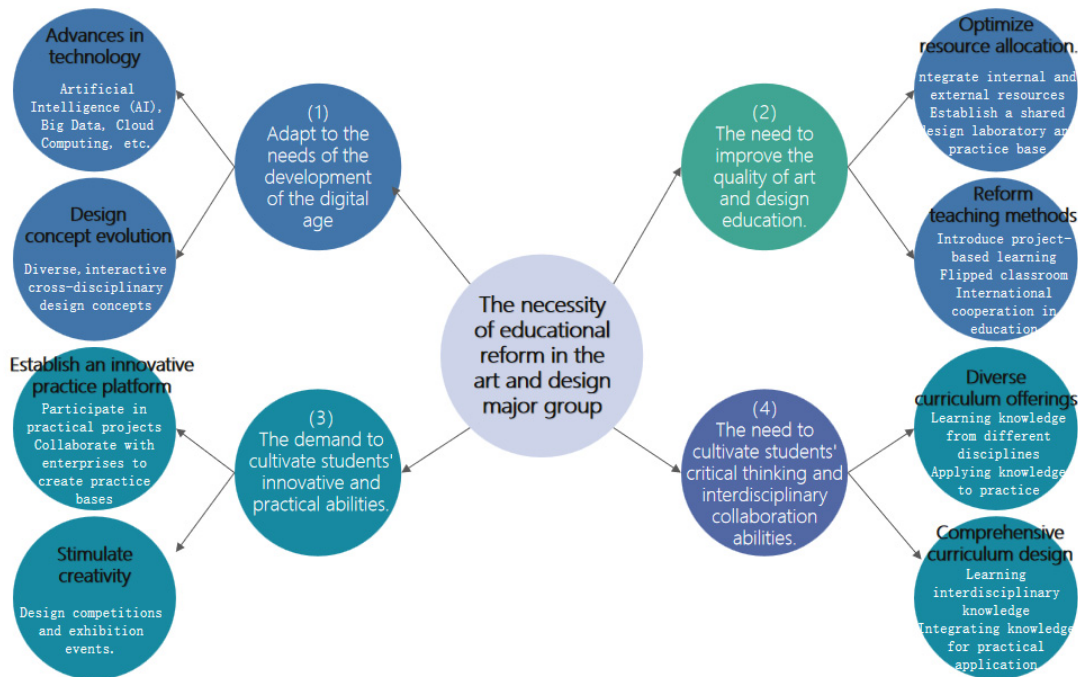 Advances in
technology
Artificial
Intelligence (AI),
Big Data, Cloud
Computing, etc.
Design
concept evolution
Diverse, interactive
cross-disciplinary
design concepts
(1)
Adapt to the
needs of the
development
of the digital
age
(2)
The need to
improve the
quality of art
and design
education.
Optimize
resource allocation.
ntegrate internal and
external resources
Establish a shared
design laboratory an
practice base
Reform
teaching methods
Introduce project-
based learning
Flipped classroom
International
cooperation in
education
The necessity
of educational
reform in the
art and design
major group
Establish an innovative
practice platform
Participate in
practical projects
Collaborate with
enterprises to
create practice
bases
Stimulate
creativity
Design competitions
and exhibition
events.
(3)
The demand to
cultivate students'
innovative and
practical abilities.
(4)
The need to
cultivate students'
critical thinking and
interdisciplinary
collaboration
abilities.
Diverse
curriculum offerings
Learning knowledge
from different
disciplines
Applying knowledge
to practice
Comprehensive
curriculum design
Learning
interdisciplinary
knowledge
Integrating knowledge
for practical
application